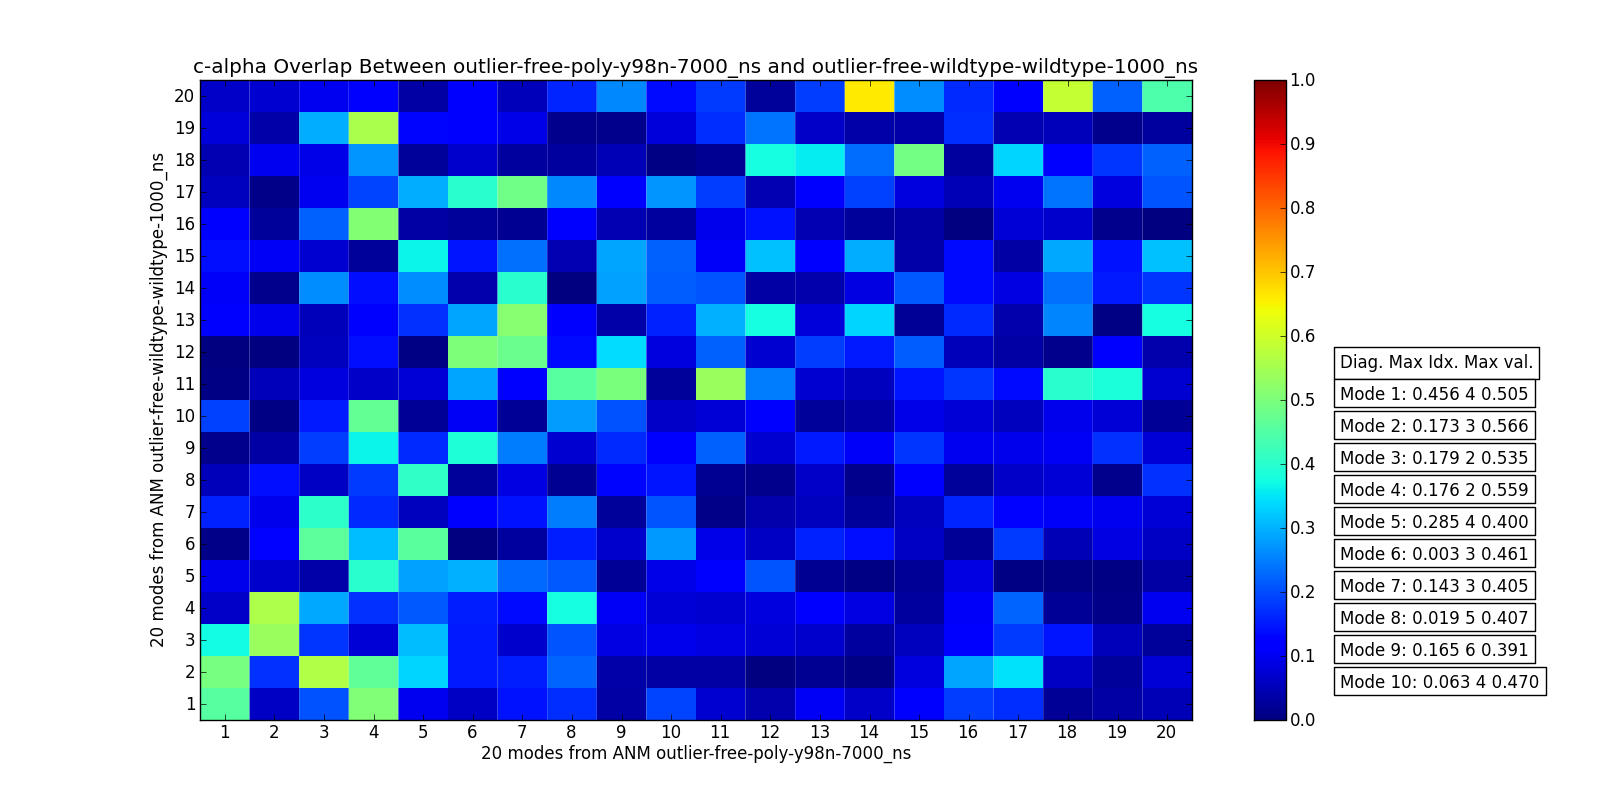 c-alpha Overlap Between outlier-free-poly-y98n-7000_ns and outlier-free-wildtype-wildtype-1000_ns
20 modes from ANM outlier-free-wildtype-wildtype-1000_ns
20
19
18
17
16
15
14
13
12
11
10
9
8
7
6
5
4
3
2
1
1 2 3 4 5 6 7 8 9 10 11 12 13 14 15 16 17 18 19 20
20 modes from ANM outlier-free-poly-y98n-7000_ns
1.0
0.9
0.8
0.7
0.6
0.5
0.4
0.3
0.2
0.1
0.0
Diag. Max Idx. Max val.
Mode 1: 0.456 4 0.505
Mode 2: 0.173 3 0.566
Mode 3: 0.179 2 0.535
Mode 4: 0.176 2 0.559
Mode 5: 0.285 4 0.400
Mode 6: 0.003 3 0.461
Mode 7: 0.143 3 0.405
Mode 8: 0.019 5 0.407
Mode 9: 0.165 6 0.391
Mode 10: 0.063 4 0.470